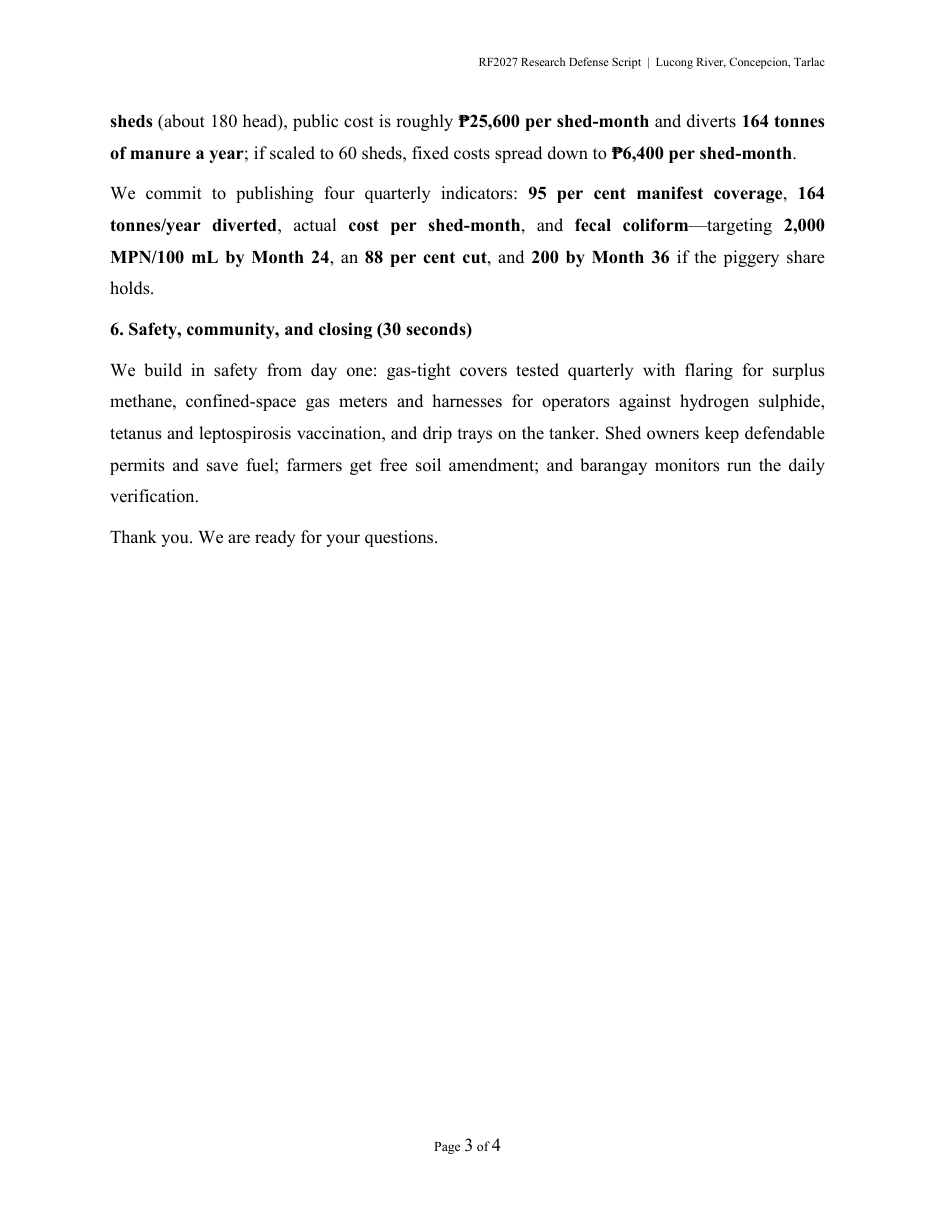 RF2027 Research Defense Script | Lucong River, Concepcion, Tarlac
sheds (about 180 head), public cost is roughly ₱25,600 per shed-month and diverts 164 tonnes
of manure a year; if scaled to 60 sheds, fixed costs spread down to ₱6,400 per shed-month.
We commit to publishing four quarterly indicators: 95 per cent manifest coverage, 164
tonnes/year diverted, actual cost per shed-month, and fecal coliform—targeting 2,000
MPN/100 mL by Month 24, an 88 per cent cut, and 200 by Month 36 if the piggery share
holds.
6. Safety, community, and closing (30 seconds)
We build in safety from day one: gas-tight covers tested quarterly with flaring for surplus
methane, confined-space gas meters and harnesses for operators against hydrogen sulphide,
tetanus and leptospirosis vaccination, and drip trays on the tanker. Shed owners keep defendable
permits and save fuel; farmers get free soil amendment; and barangay monitors run the daily
verification.
Thank you. We are ready for your questions.
Page 3 of 4